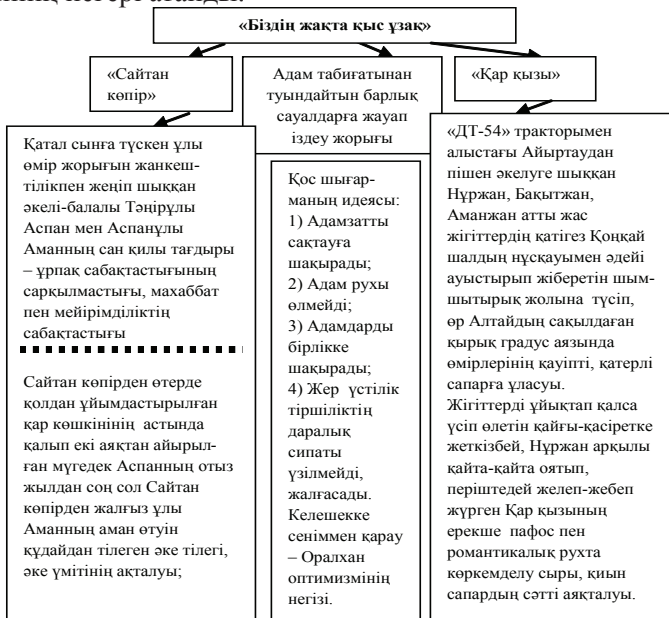 «Біздің жақта қыс ұзақ»
«Сайтан
көпір»
Адам табиғатынан
туындайтын барлық
сауалдарға жауап
іздеу жорығы
«Қар қызы»
Қатал сынға түскен ұлы
өмір жорығын жанкеш-
тілікпен жеңіп шыққан
әкелі-балалы Тәңірұлы
Аспан мен Аспанұлы
Аманның сан қилы тағдыры
– ұрпақ сабақтастығының
сарқылмастығы, махаббат
пен мейірімділіктің
сабақтастығы
Сайтан көпірден өтерде
қолдан ұйымдастырылған
қар көшкінінің астында
қалып екі аяқтан айырыл-
ған мүгедек Аспанның отыз
жылдан соң сол Сайтан
көпірден жалғыз ұлы
Аманның аман өтуін
құдайдан тілеген әке тілегі,
әке үмітінің ақталуы;
Қос шығар-
маның идеясы:
1) Адамзатты
сақтауға
шақырады;
2) Адам рухы
өлмейді;
3) Адамдарды
бірлікке
шақырады;
4) Жер үстілік
тіршіліктің
даралық
сипаты
үзілмейді,
жалғасады.
Келешекке
сеніммен қарау
– Оралхан
оптимизмінің
негізі.
«ДТ-54» тракторымен
алыстағы Айыртаудан
пішен әкелуге шыққан
Нұржан, Бақытжан,
Аманжан атты жас
жігіттердің қатігез Қоңқай
шалдың нұсқауымен әдейі
ауыстырып жіберетін шым-
шытырық жолына түсіп,
өр Алтайдың сақылдаған
қырық градус аязында
өмірлерінің қауіпті, қатерлі
сапарға ұласуы.
Жігіттерді ұйықтап қалса
үсіп өлетін қайғы-қасіретке
жеткізбей, Нұржан арқылы
қайта-қайта оятып,
періштедей желеп-жебеп
жүрген Қар қызының
ерекше пафос пен
романтикалық рухта
көркемделу сыры, қиын
сапардың сәтті аяқталуы.